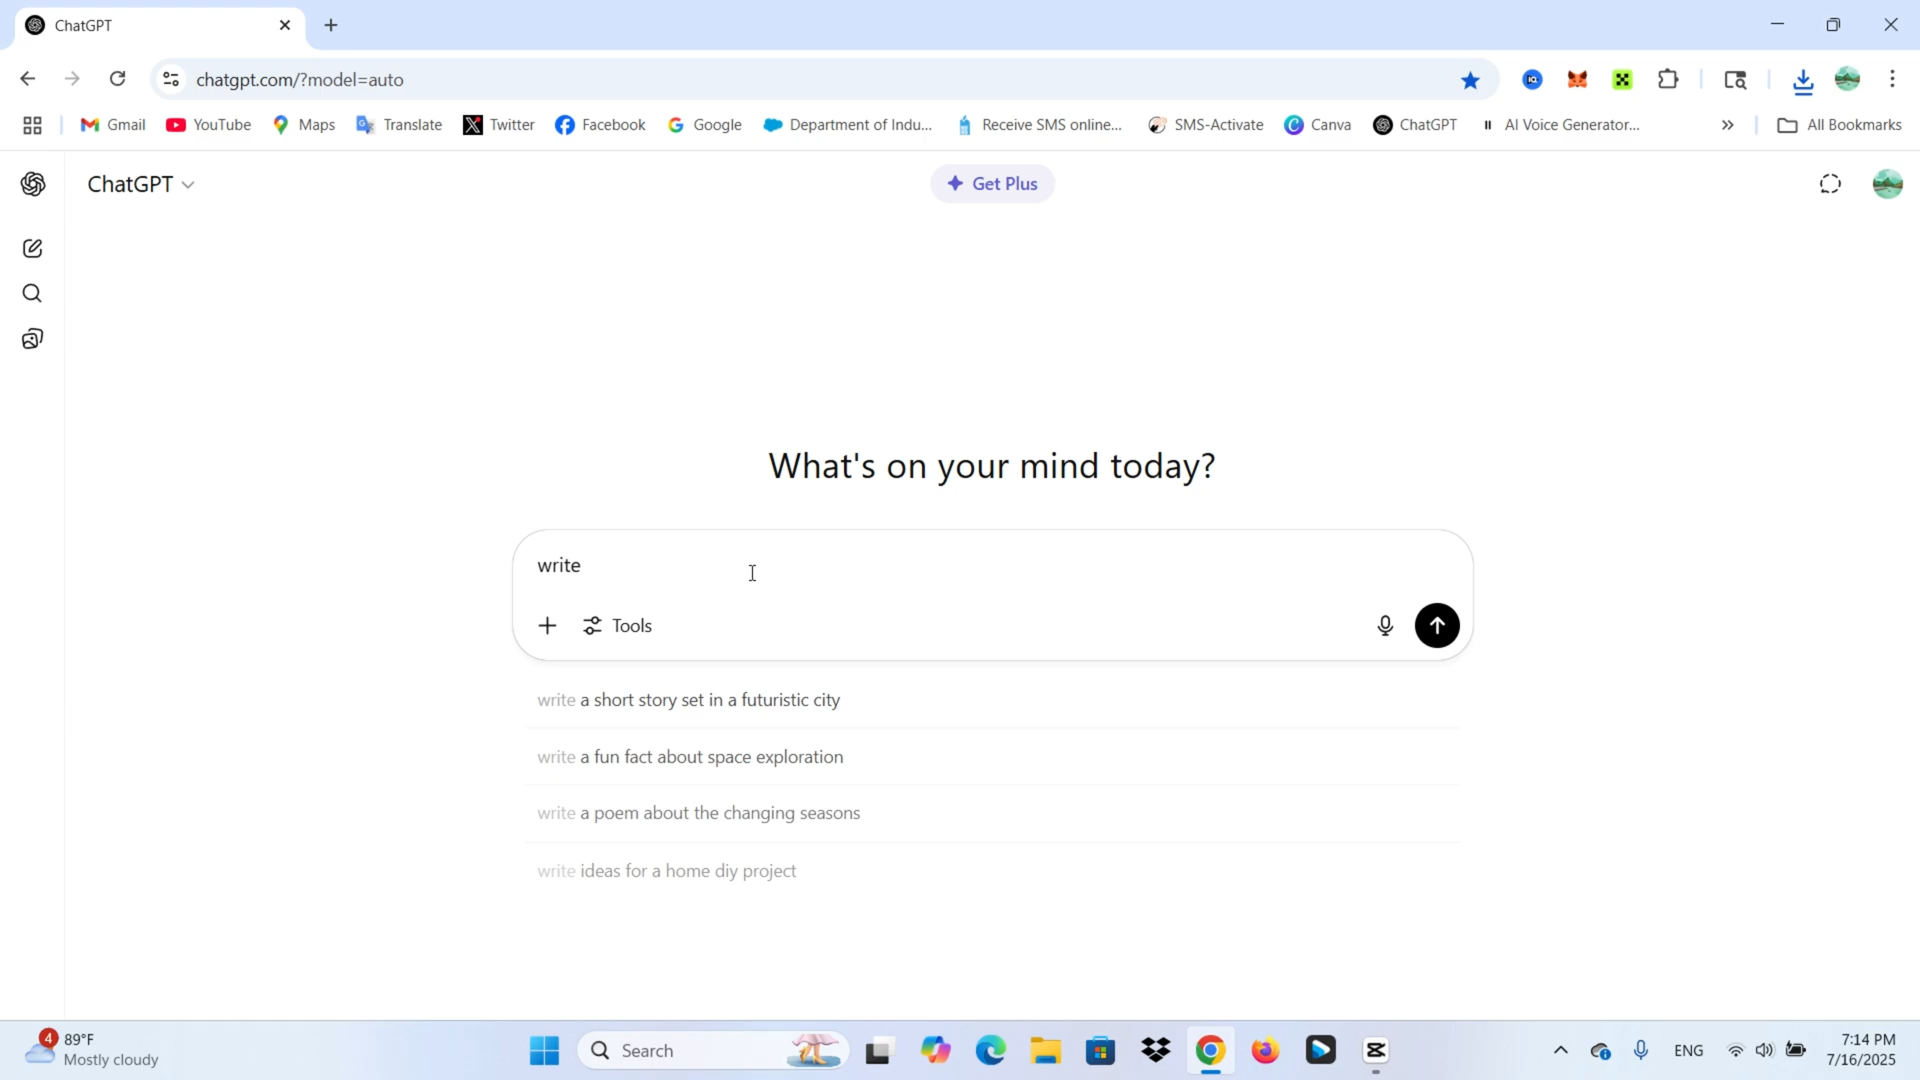 ChatGPT
chatgpt.com/?model=auto
Gmail YouTube Maps Translate Twitter Facebook Google Department of Indu... Receive SMS online... SMS-Activate Canva ChatGPT AI Voice Generator... » All Bookmarks
ChatGPT
Get Plus
What's on your mind today?
write
Tools
write a short story set in a futuristic city
write a fun fact about space exploration
write a poem about the changing seasons
write ideas for a home diy project
4
89°F
Mostly cloudy
Search
ENG
7:14 PM
7/16/2025